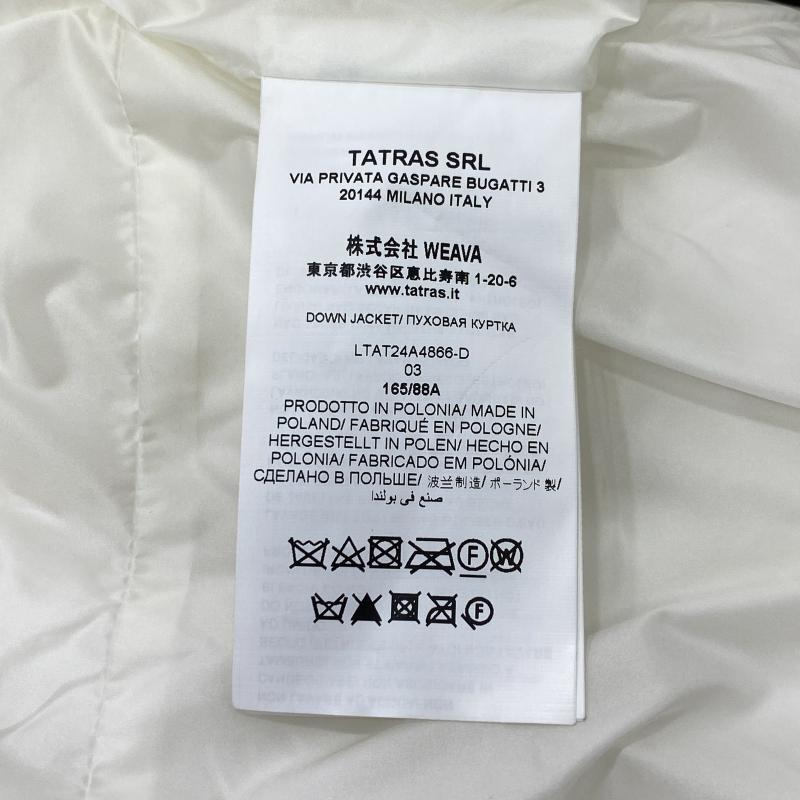 TATRAS SRL
VIA PRIVATA GASPARE BUGATTI 3
20144 MILANO ITALY
株式会社 WEAVA
東京都渋谷区恵比寿南 1-20-6
www.tatras.it
DOWN JACKET/ ПУХОВАЯ КУРТКА
LTAT24A4866-D
03
165/88A
PRODOTTO IN POLONIA/ MADE IN
POLAND/ FABRIQUÉ EN POLOGNE/
HERGESTELLT IN POLEN/ HECHO EN
POLONIA/ FABRICADO EM POLÓNIA/
СДЕЛАНО В ПОЛЬШЕ/ 波兰制造/ ポーランド製/
صنع في بولندا
F W
F